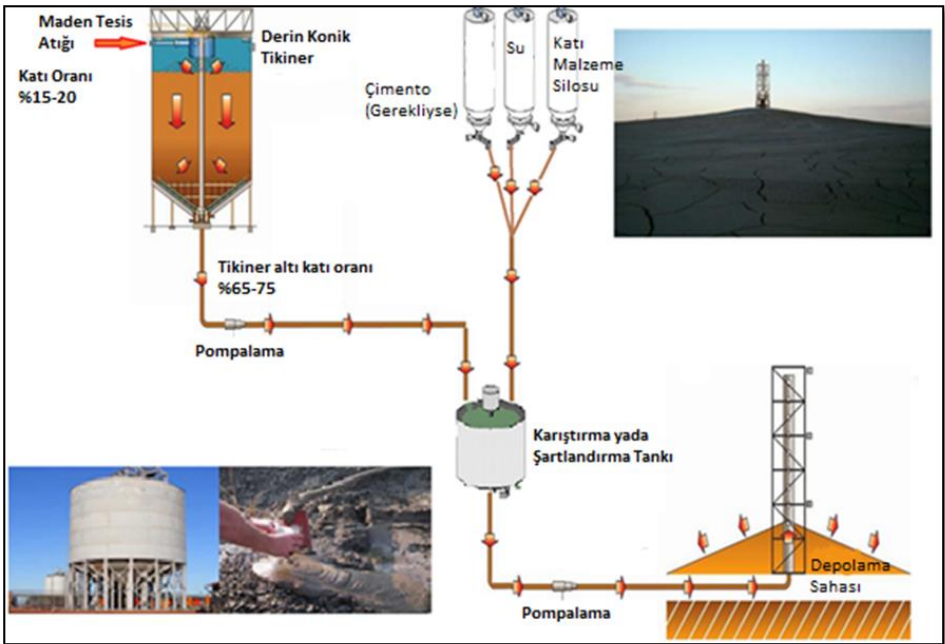 Maden Tesis
Atığı
Katı Oranı
%15-20
Derin Konik
Tikiner
Çimento
(Gerekliyse)
Su
Katı
Malzeme
Silosu
Tikiner altı katı oranı
%65-75
Pompalama
Karıştırma yada
Şartlandırma Tankı
Pompalama
Depolama
Sahası